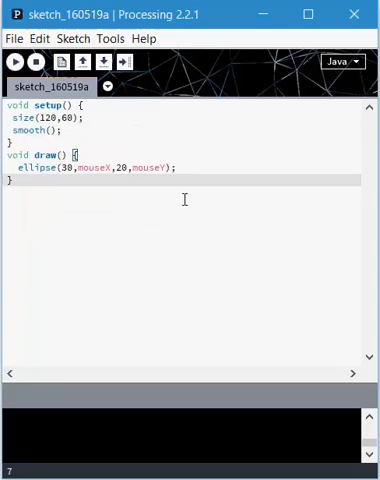 P sketch_160519a | Processing 2.2.1
File Edit Sketch Tools Help
Java
sketch_160519a
void setup() {
size(120,60);
smooth();
}
void draw() {
ellipse(30,mouseX,20,mouseY);
}
7